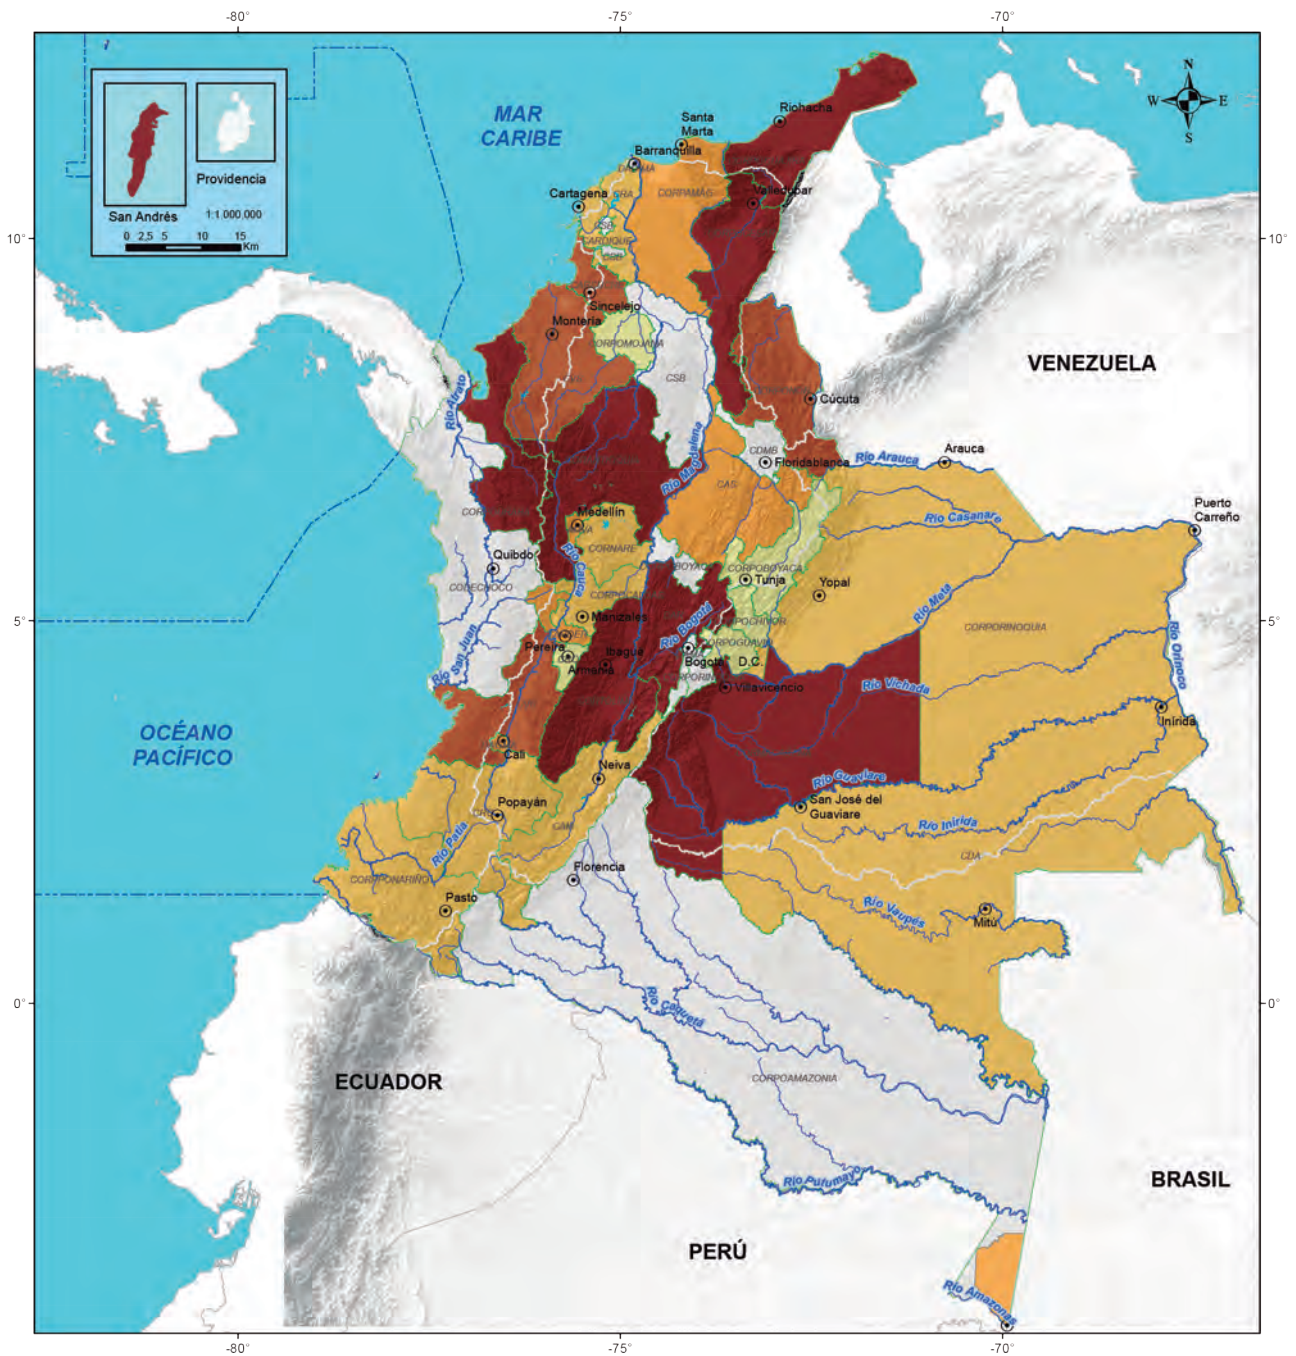 -80°
-75°
-70°
N
W
E
S
MAR
CARIBE
Riohacha
Santa
Marta
Barranquilla
Valledupar
Cartagena
CRA
CORPAMAG
CARDIQUE
Providencia
San Andrés
1:1 000,000
0 2,5 5 10 15
Km
10°
10°
Sincelejo
Montería
CORPOMOJANA
CSB
VENEZUELA
Cúcuta
Río Atrato
CDMB
Floridablanca
Arauca
Río Arauca
Río Magdalena
CAS
Puerto
Carreño
Río Casanare
Medellín
CORNARE
Quibdo
Río Cauca
CODECHOCO
CORPOBOYACA
Tunja
Yopal
Río Meta
Manizales
Río Bogotá
CORPORINOQUIA
5°
5°
Río San Juan
Pereira
Ibagué
Armenia
Bogotá D.C.
Villavicencio
Río Vichada
Río Orinoco
Inírida
OCÉANO
PACÍFICO
Cali
Neiva
Río Guaviare
San José del
Guaviare
Popayán
CRC
CAM
Río Patía
Río Inírida
CDA
Florencia
CORPONARIÑO
Pasto
Río Vaupés
Mitú
0°
0°
Río
Caquetá
ECUADOR
CORPOAMAZONIA
Río Putumayo
BRASIL
PERÚ
Río Amazonas
-80°
-75°
-70°